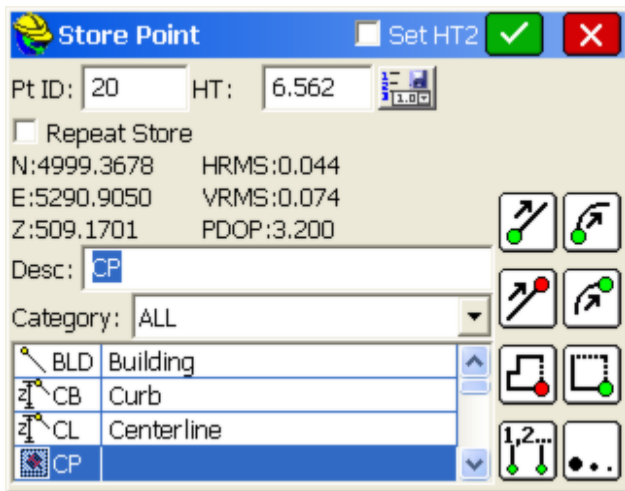 Store Point Set HT2
Pt ID: 20 HT: 6.562
1.0
Repeat Store
N:4999.3678 HRMS:0.044
E:5290.9050 VRMS:0.074
Z:509.1701 PDOP:3.200
Desc: CP
Category: ALL
BLD Building
CB Curb
CL Centerline
CP
1,2...